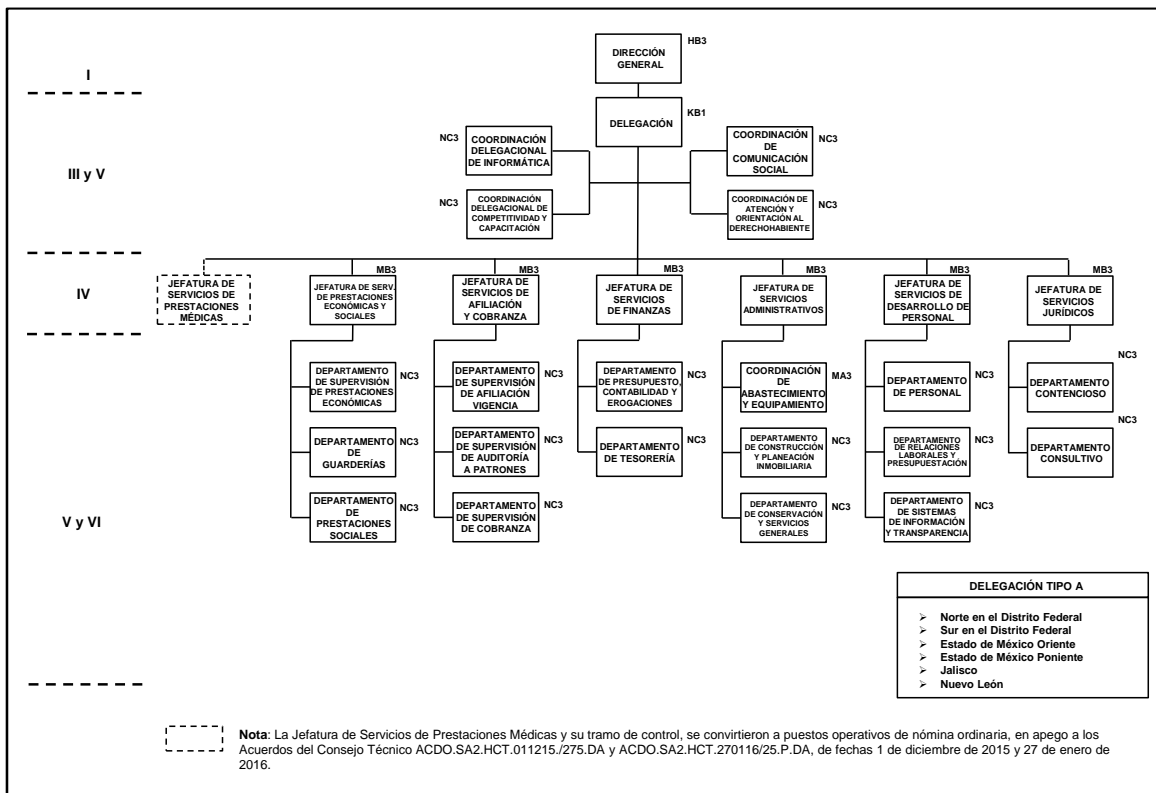 HB3
DIRECCIÓN
GENERAL
I
KB1
DELEGACIÓN
NC3
COORDINACIÓN
DELEGACIONAL
DE INFORMÁTICA
NC3
COORDINACIÓN
DE
COMUNICACIÓN
SOCIAL
III y V
NC3
COORDINACIÓN
DELEGACIONAL DE
COMPETITIVIDAD Y
CAPACITACIÓN
NC3
COORDINACIÓN DE
ATENCIÓN Y
ORIENTACIÓN AL
DERECHOHABIENTE
IV
JEFATURA DE
SERVICIOS DE
PRESTACIONES
MÉDICAS
MB3
JEFATURA DE SERV.
DE PRESTACIONES
ECONÓMICAS Y
SOCIALES
MB3
JEFATURA DE
SERVICIOS DE
AFILIACIÓN
Y COBRANZA
MB3
JEFATURA DE
SERVICIOS
DE FINANZAS
MB3
JEFATURA DE
SERVICIOS
ADMINISTRATIVOS
MB3
JEFATURA DE
SERVICIOS DE
DESARROLLO DE
PERSONAL
MB3
JEFATURA DE
SERVICIOS
JURÍDICOS
V y VI
NC3
DEPARTAMENTO
DE SUPERVISIÓN
DE PRESTACIONES
ECONÓMICAS
NC3
DEPARTAMENTO
DE SUPERVISIÓN
DE AFILIACIÓN
VIGENCIA
NC3
DEPARTAMENTO
DE PRESUPUESTO,
CONTABILIDAD Y
EROGACIONES
MA3
COORDINACIÓN
DE
ABASTECIMIENTO
Y EQUIPAMIENTO
NC3
DEPARTAMENTO
DE PERSONAL
NC3
DEPARTAMENTO
CONTENCIOSO
NC3
DEPARTAMENTO
DE
GUARDERÍAS
NC3
DEPARTAMENTO
DE SUPERVISIÓN
DE AUDITORÍA
A PATRONES
NC3
DEPARTAMENTO
DE TESORERÍA
NC3
DEPARTAMENTO
DE CONSTRUCCIÓN
Y PLANEACIÓN
INMOBILIARIA
NC3
DEPARTAMENTO
DE RELACIONES
LABORALES Y
PRESUPUESTACIÓN
NC3
DEPARTAMENTO
CONSULTIVO
NC3
DEPARTAMENTO
DE
PRESTACIONES
SOCIALES
NC3
DEPARTAMENTO
DE SUPERVISIÓN
DE COBRANZA
NC3
DEPARTAMENTO
DE CONSERVACIÓN
Y SERVICIOS
GENERALES
NC3
DEPARTAMENTO
DE SISTEMAS
DE INFORMACIÓN
Y TRANSPARENCIA
DELEGACIÓN TIPO A
➢ Norte en el Distrito Federal
➢ Sur en el Distrito Federal
➢ Estado de México Oriente
➢ Estado de México Poniente
➢ Jalisco
➢ Nuevo León
Nota: La Jefatura de Servicios de Prestaciones Médicas y su tramo de control, se convirtieron a puestos operativos de nómina ordinaria, en apego a los
Acuerdos del Consejo Técnico ACDO.SA2.HCT.011215./275.DA y ACDO.SA2.HCT.270116/25.P.DA, de fechas 1 de diciembre de 2015 y 27 de enero de
2016.